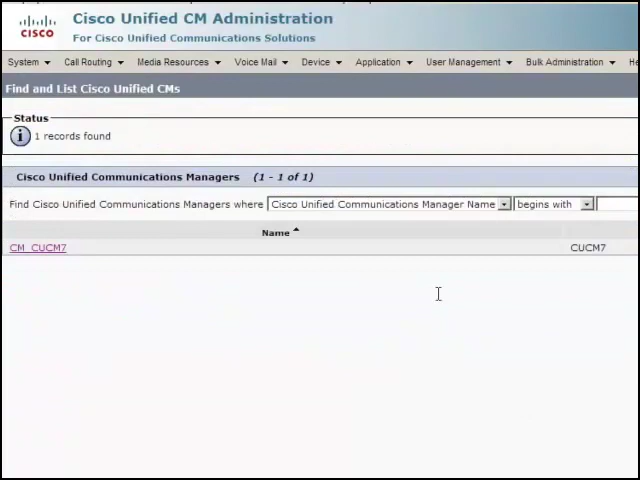 CISCO
Cisco Unified CM Administration
For Cisco Unified Communications Solutions
System Call Routing Media Resources Voice Mail Device Application User Management Bulk Administration He
Find and List Cisco Unified CMs
Status
i 1 records found
Cisco Unified Communications Managers (1 - 1 of 1)
Find Cisco Unified Communications Managers where Cisco Unified Communications Manager Name begins with
Name
CM_CUCM7 CUCM7